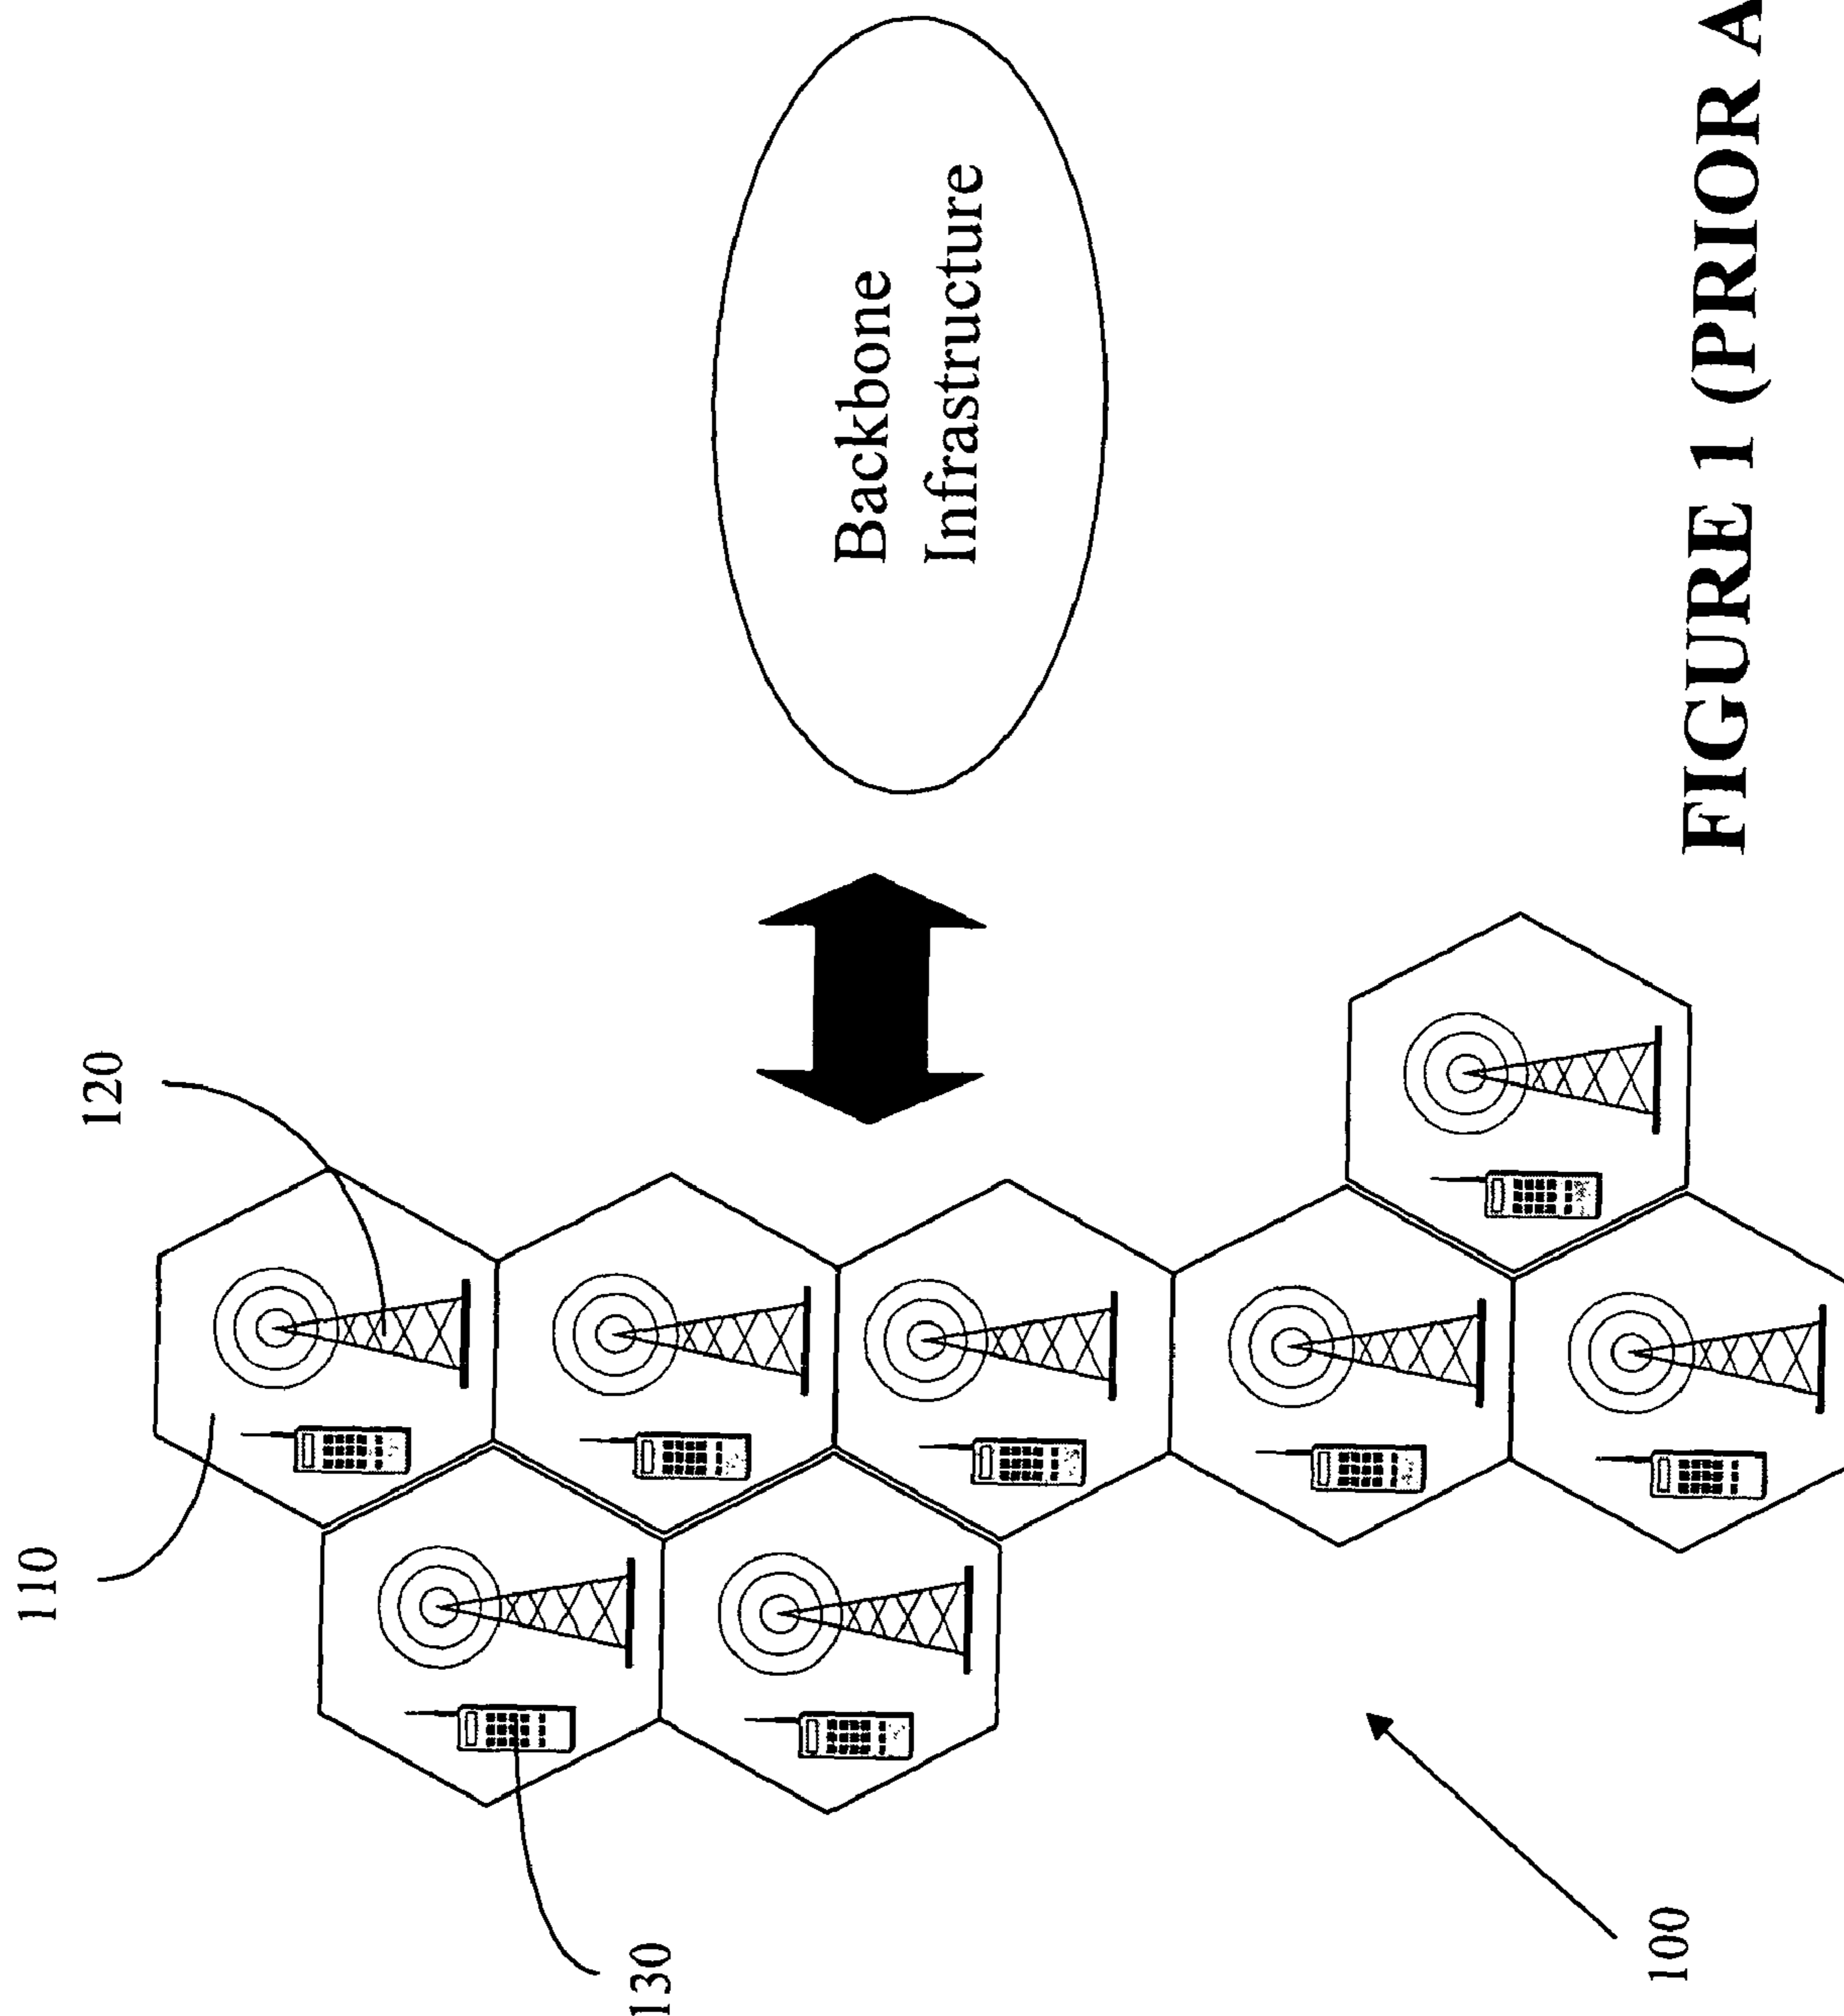 110
120
130
100
Backbone
Infrastructure
FIGURE 1 (PRIOR A